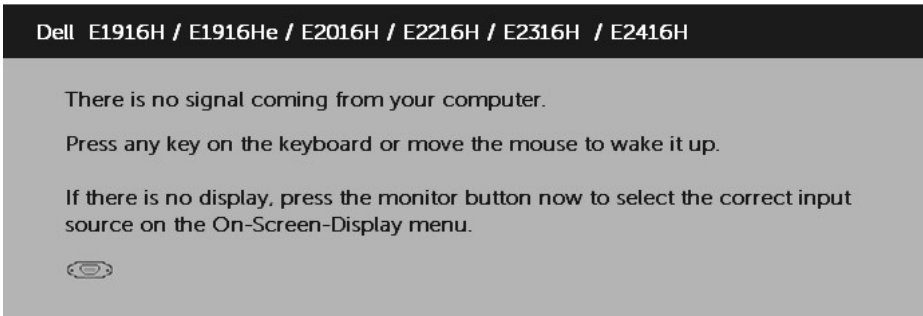 Dell E1916H / E1916He / E2016H / E2216H / E2316H / E2416H
There is no signal coming from your computer.
Press any key on the keyboard or move the mouse to wake it up.
If there is no display, press the monitor button now to select the correct input
source on the On-Screen-Display menu.